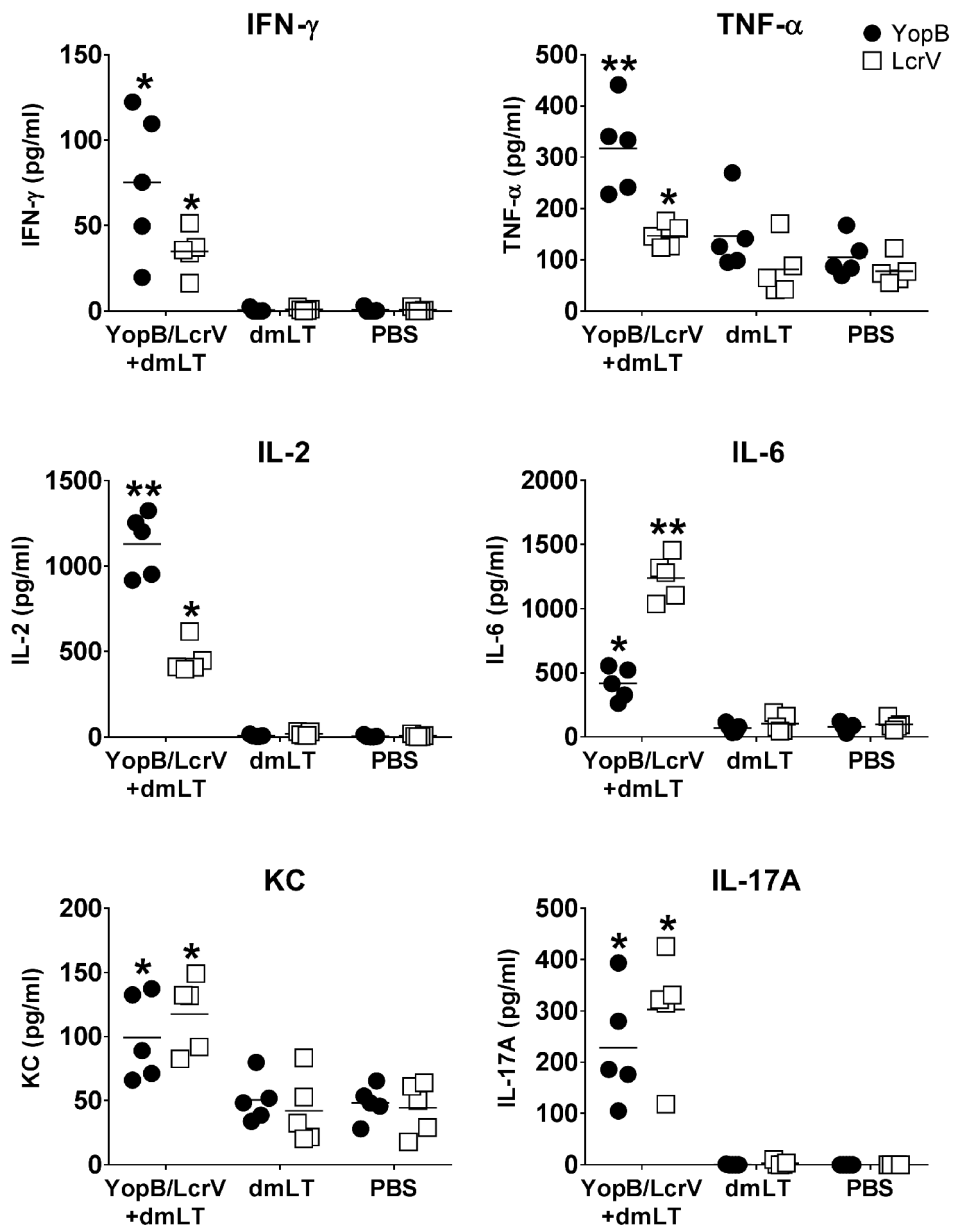 IFN-γ
TNF-α
YopB
LcrV
IFN-γ (pg/ml)
150
100
50
0
*
*
YopB/LcrV
+dmLT
dmLT
PBS
TNF-α (pg/ml)
500
400
300
200
100
0
**
*
YopB/LcrV
+dmLT
dmLT
PBS
IL-2
IL-2 (pg/ml)
1500
1000
500
0
**
*
YopB/LcrV
+dmLT
dmLT
PBS
IL-6
IL-6 (pg/ml)
2000
1500
1000
500
0
*
**
YopB/LcrV
+dmLT
dmLT
PBS
KC
KC (pg/ml)
200
150
100
50
0
*
*
YopB/LcrV
+dmLT
dmLT
PBS
IL-17A
IL-17A (pg/ml)
500
400
300
200
100
0
*
*
YopB/LcrV
+dmLT
dmLT
PBS